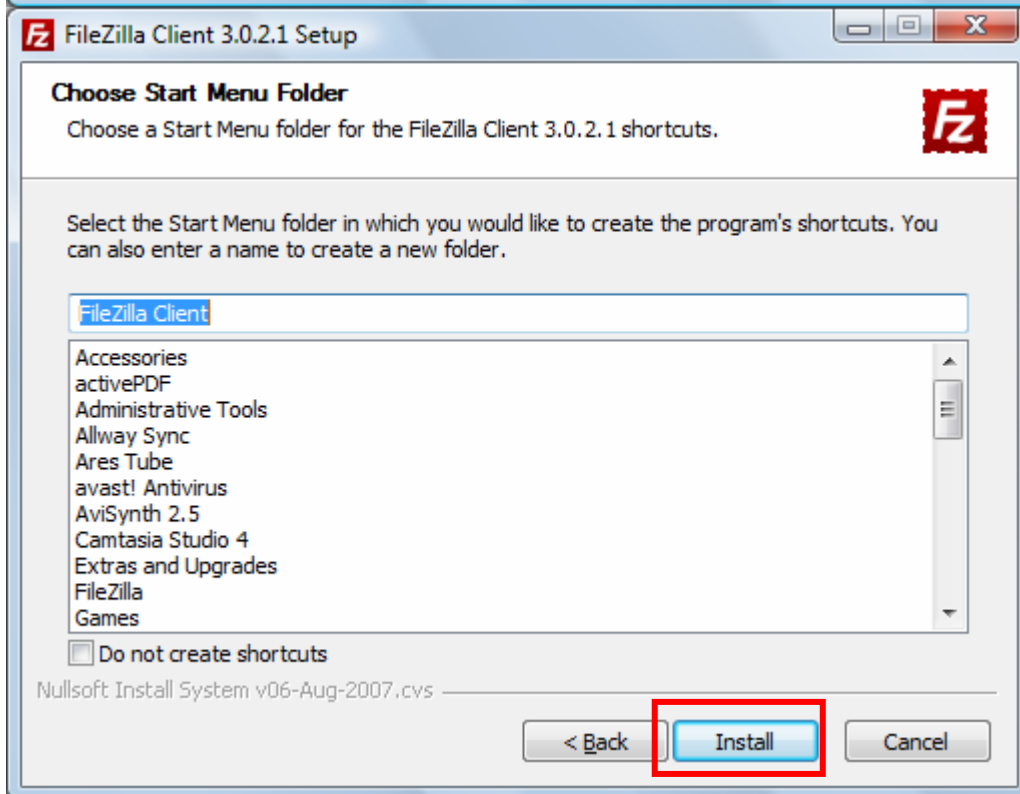 FileZilla Client 3.0.2.1 Setup
Choose Start Menu Folder
Choose a Start Menu folder for the FileZilla Client 3.0.2.1 shortcuts.
Fz
Select the Start Menu folder in which you would like to create the program's shortcuts. You
can also enter a name to create a new folder.
FileZilla Client
Accessories
activePDF
Administrative Tools
Allway Sync
Ares Tube
avast! Antivirus
AviSynth 2.5
Camtasia Studio 4
Extras and Upgrades
FileZilla
Games
Do not create shortcuts
Nullsoft Install System v06-Aug-2007.cvs
< Back Install Cancel